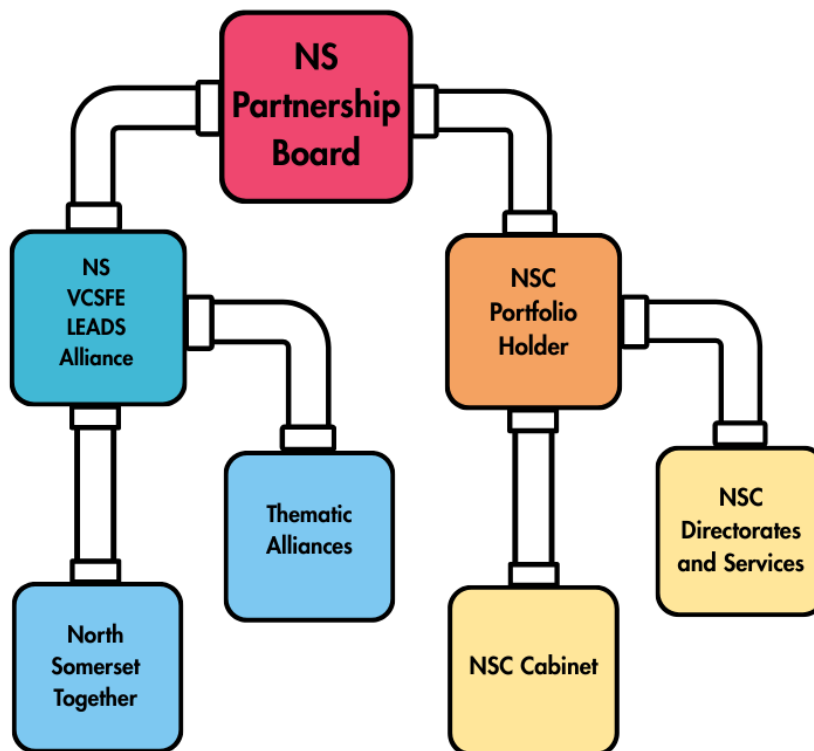 NS
Partnership
Board
NS
VCSFE
LEADS
Alliance
NSC
Portfolio
Holder
Thematic
Alliances
NSC
Directorates
and Services
North
Somerset
Together
NSC Cabinet